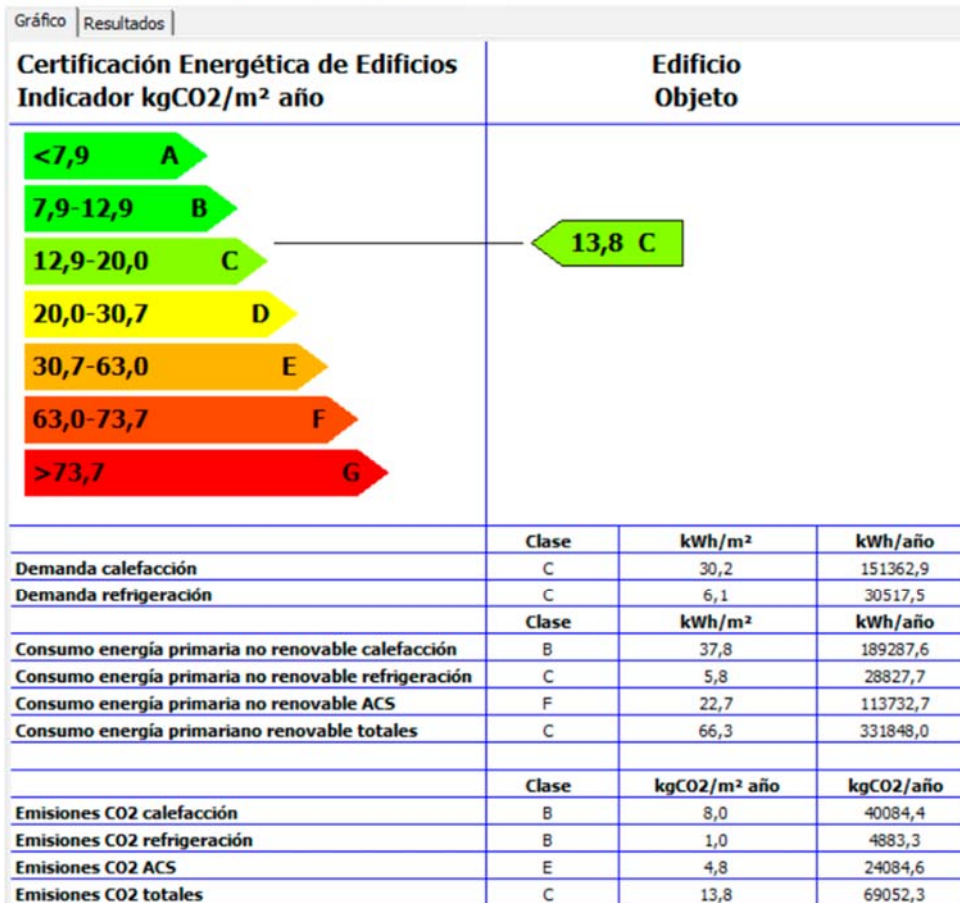 Gráfico Resultados
Certificación Energética de Edificios
Indicador kgCO2/m² año
Edificio
Objeto
<7,9 A
7,9-12,9 B
12,9-20,0 C
20,0-30,7 D
30,7-63,0 E
63,0-73,7 F
>73,7 G
13,8 C
Clase kWh/m² kWh/año
Demanda calefacción C 30,2 151362,9
Demanda refrigeración C 6,1 30517,5
Clase kWh/m² kWh/año
Consumo energía primaria no renovable calefacción B 37,8 189287,6
Consumo energía primaria no renovable refrigeración C 5,8 28827,7
Consumo energía primaria no renovable ACS F 22,7 113732,7
Consumo energía primariano renovable totales C 66,3 331848,0
Clase kgCO2/m² año kgCO2/año
Emisiones CO2 calefacción B 8,0 40084,4
Emisiones CO2 refrigeración B 1,0 4883,3
Emisiones CO2 ACS E 4,8 24084,6
Emisiones CO2 totales C 13,8 69052,3